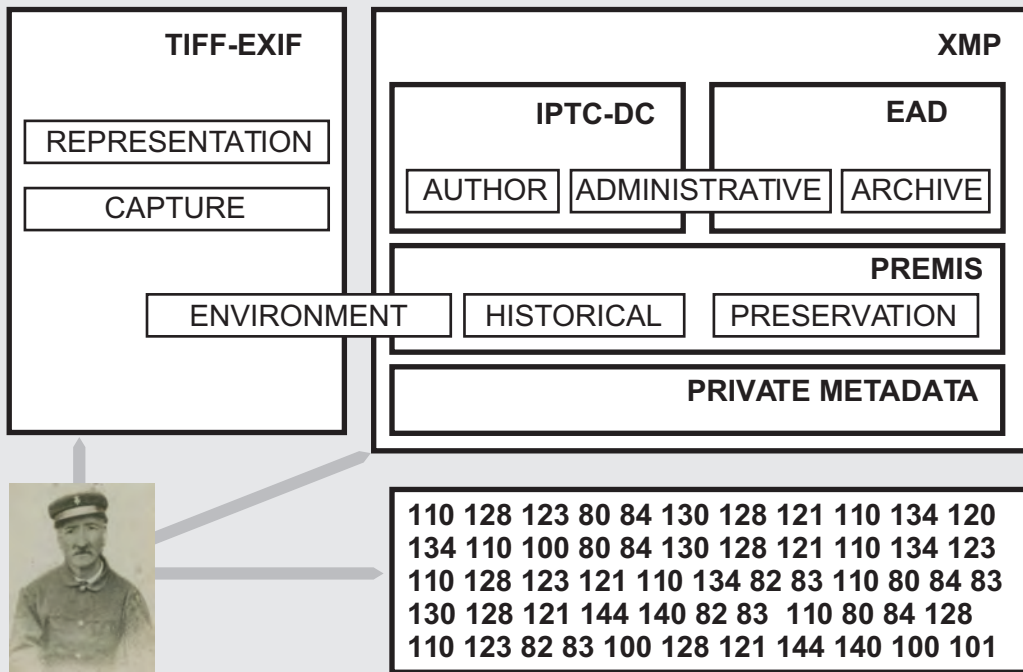 TIFF-EXIF
REPRESENTATION
CAPTURE
XMP
IPTC-DC
EAD
AUTHOR
ADMINISTRATIVE
ARCHIVE
PREMIS
ENVIRONMENT
HISTORICAL
PRESERVATION
PRIVATE METADATA
110 128 123 80 84 130 128 121 110 134 120
134 110 100 80 84 130 128 121 110 134 123
110 128 123 121 110 134 82 83 110 80 84 83
130 128 121 144 140 82 83 110 80 84 128
110 123 82 83 100 128 121 144 140 100 101